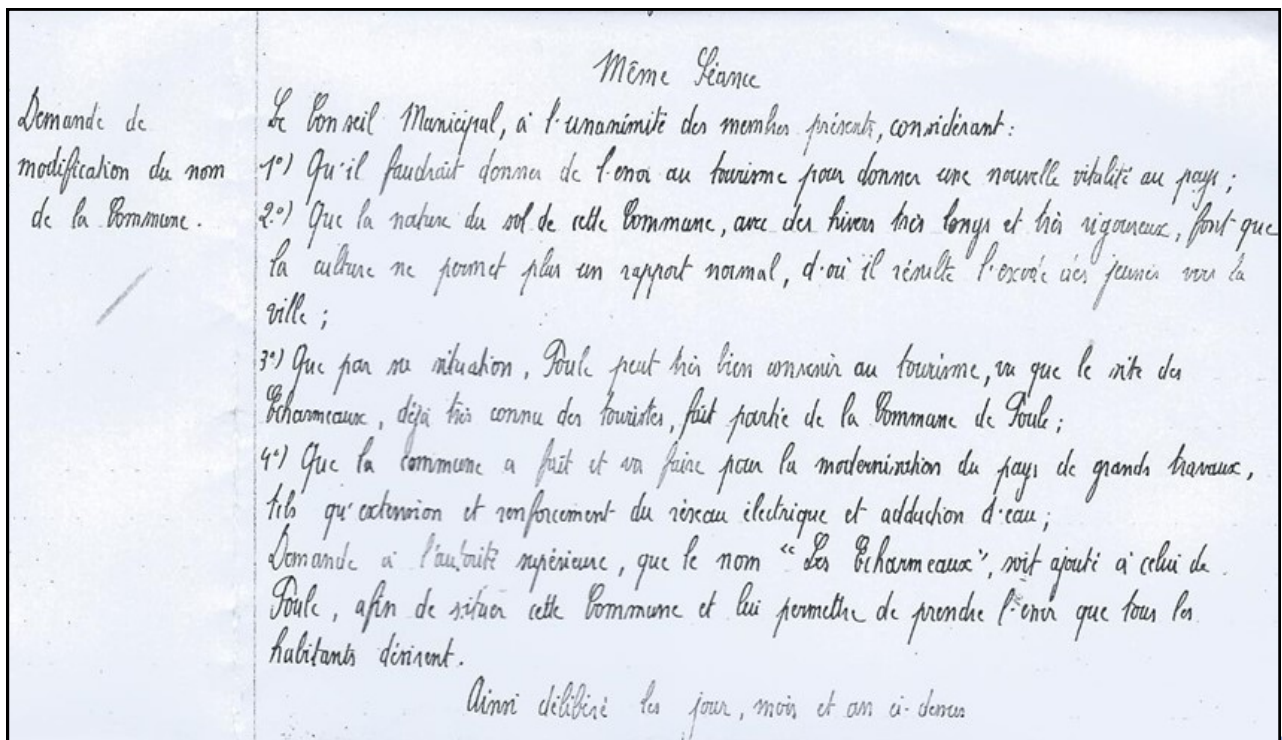 Même Séance
Demande de
modification du nom
de la Commune.
Le Conseil Municipal, à l'unanimité des membres présents, considérant :
1°) Qu'il faudrait donner de l'enor au tourisme pour donner une nouvelle vitalité au pays ;
2°) Que la nature du sol de cette Commune, avec des hivers très longs et très rigoureux, font que
la culture ne permet plus un rapport normal, d'où il résulte l'exode des jeunes vers la
ville ;
3°) Que par sa situation, Poule peut très bien convenir au tourisme, vu que le site des
Echarmeaux, déjà très connu des touristes, fait partie de la Commune de Poule ;
4°) Que la commune a fait et va faire pour la modernisation du pays de grands travaux,
tels qu'extension et renforcement du réseau électrique et adduction d'eau ;
Demande à l'autorité supérieure, que le nom "Les Echarmeaux", soit ajouté à celui de
Poule, afin de situer cette Commune et lui permettre de prendre l'enor que tous les
habitants désirent.
Ainsi délibéré les jour, mois et an ci-dessus